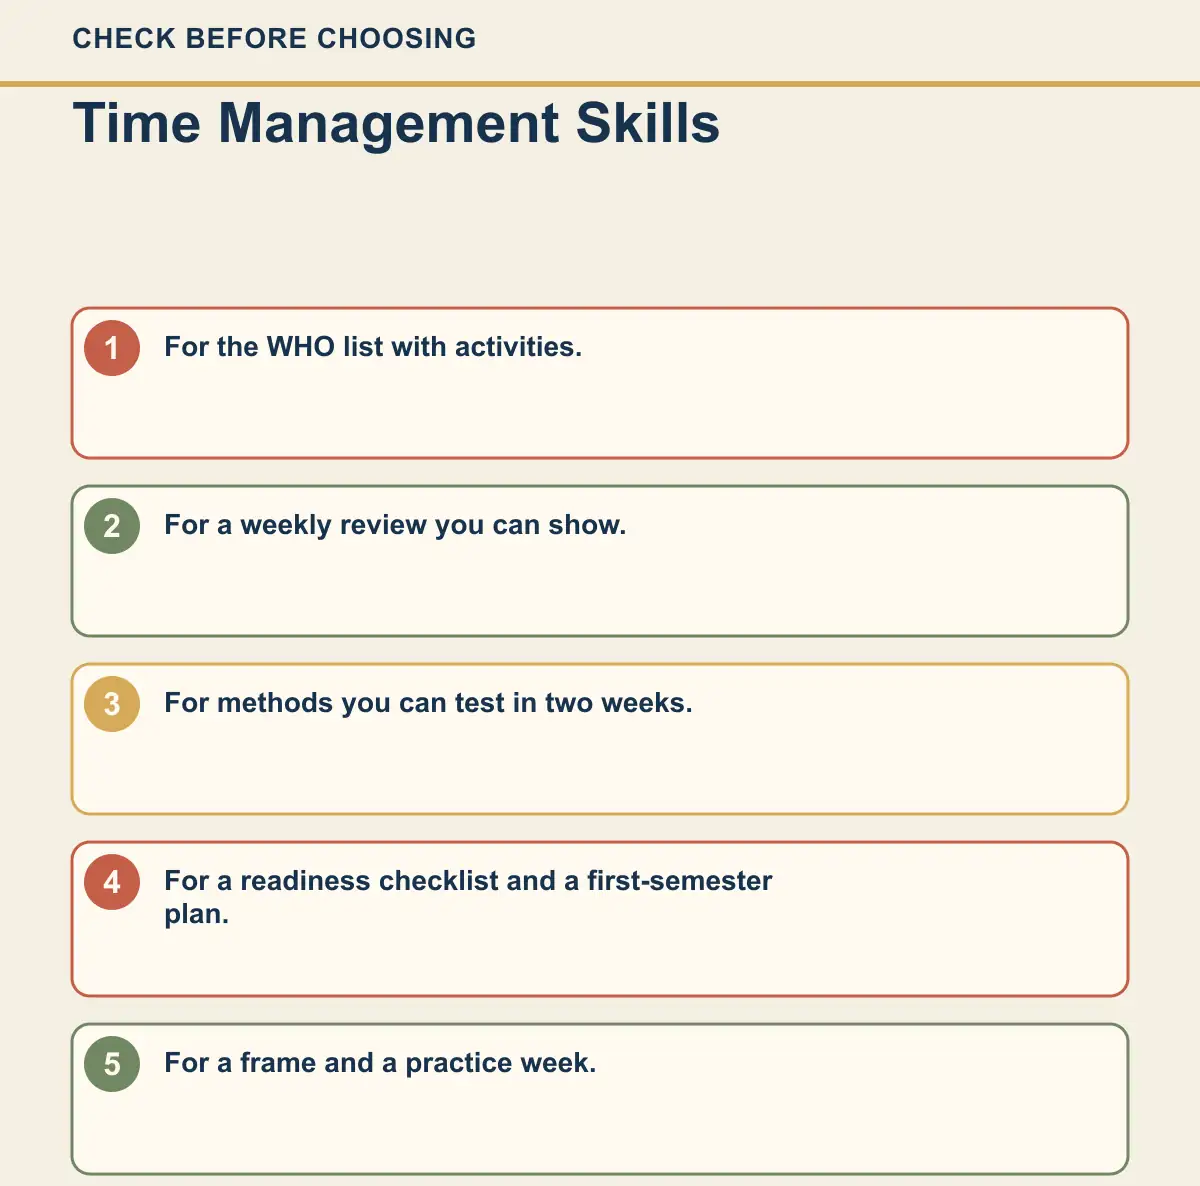 CHECK BEFORE CHOOSING
Time Management Skills
1
For the WHO list with activities.
2
For a weekly review you can show.
3
For methods you can test in two weeks.
4
For a readiness checklist and a first-semester
plan.
5
For a frame and a practice week.